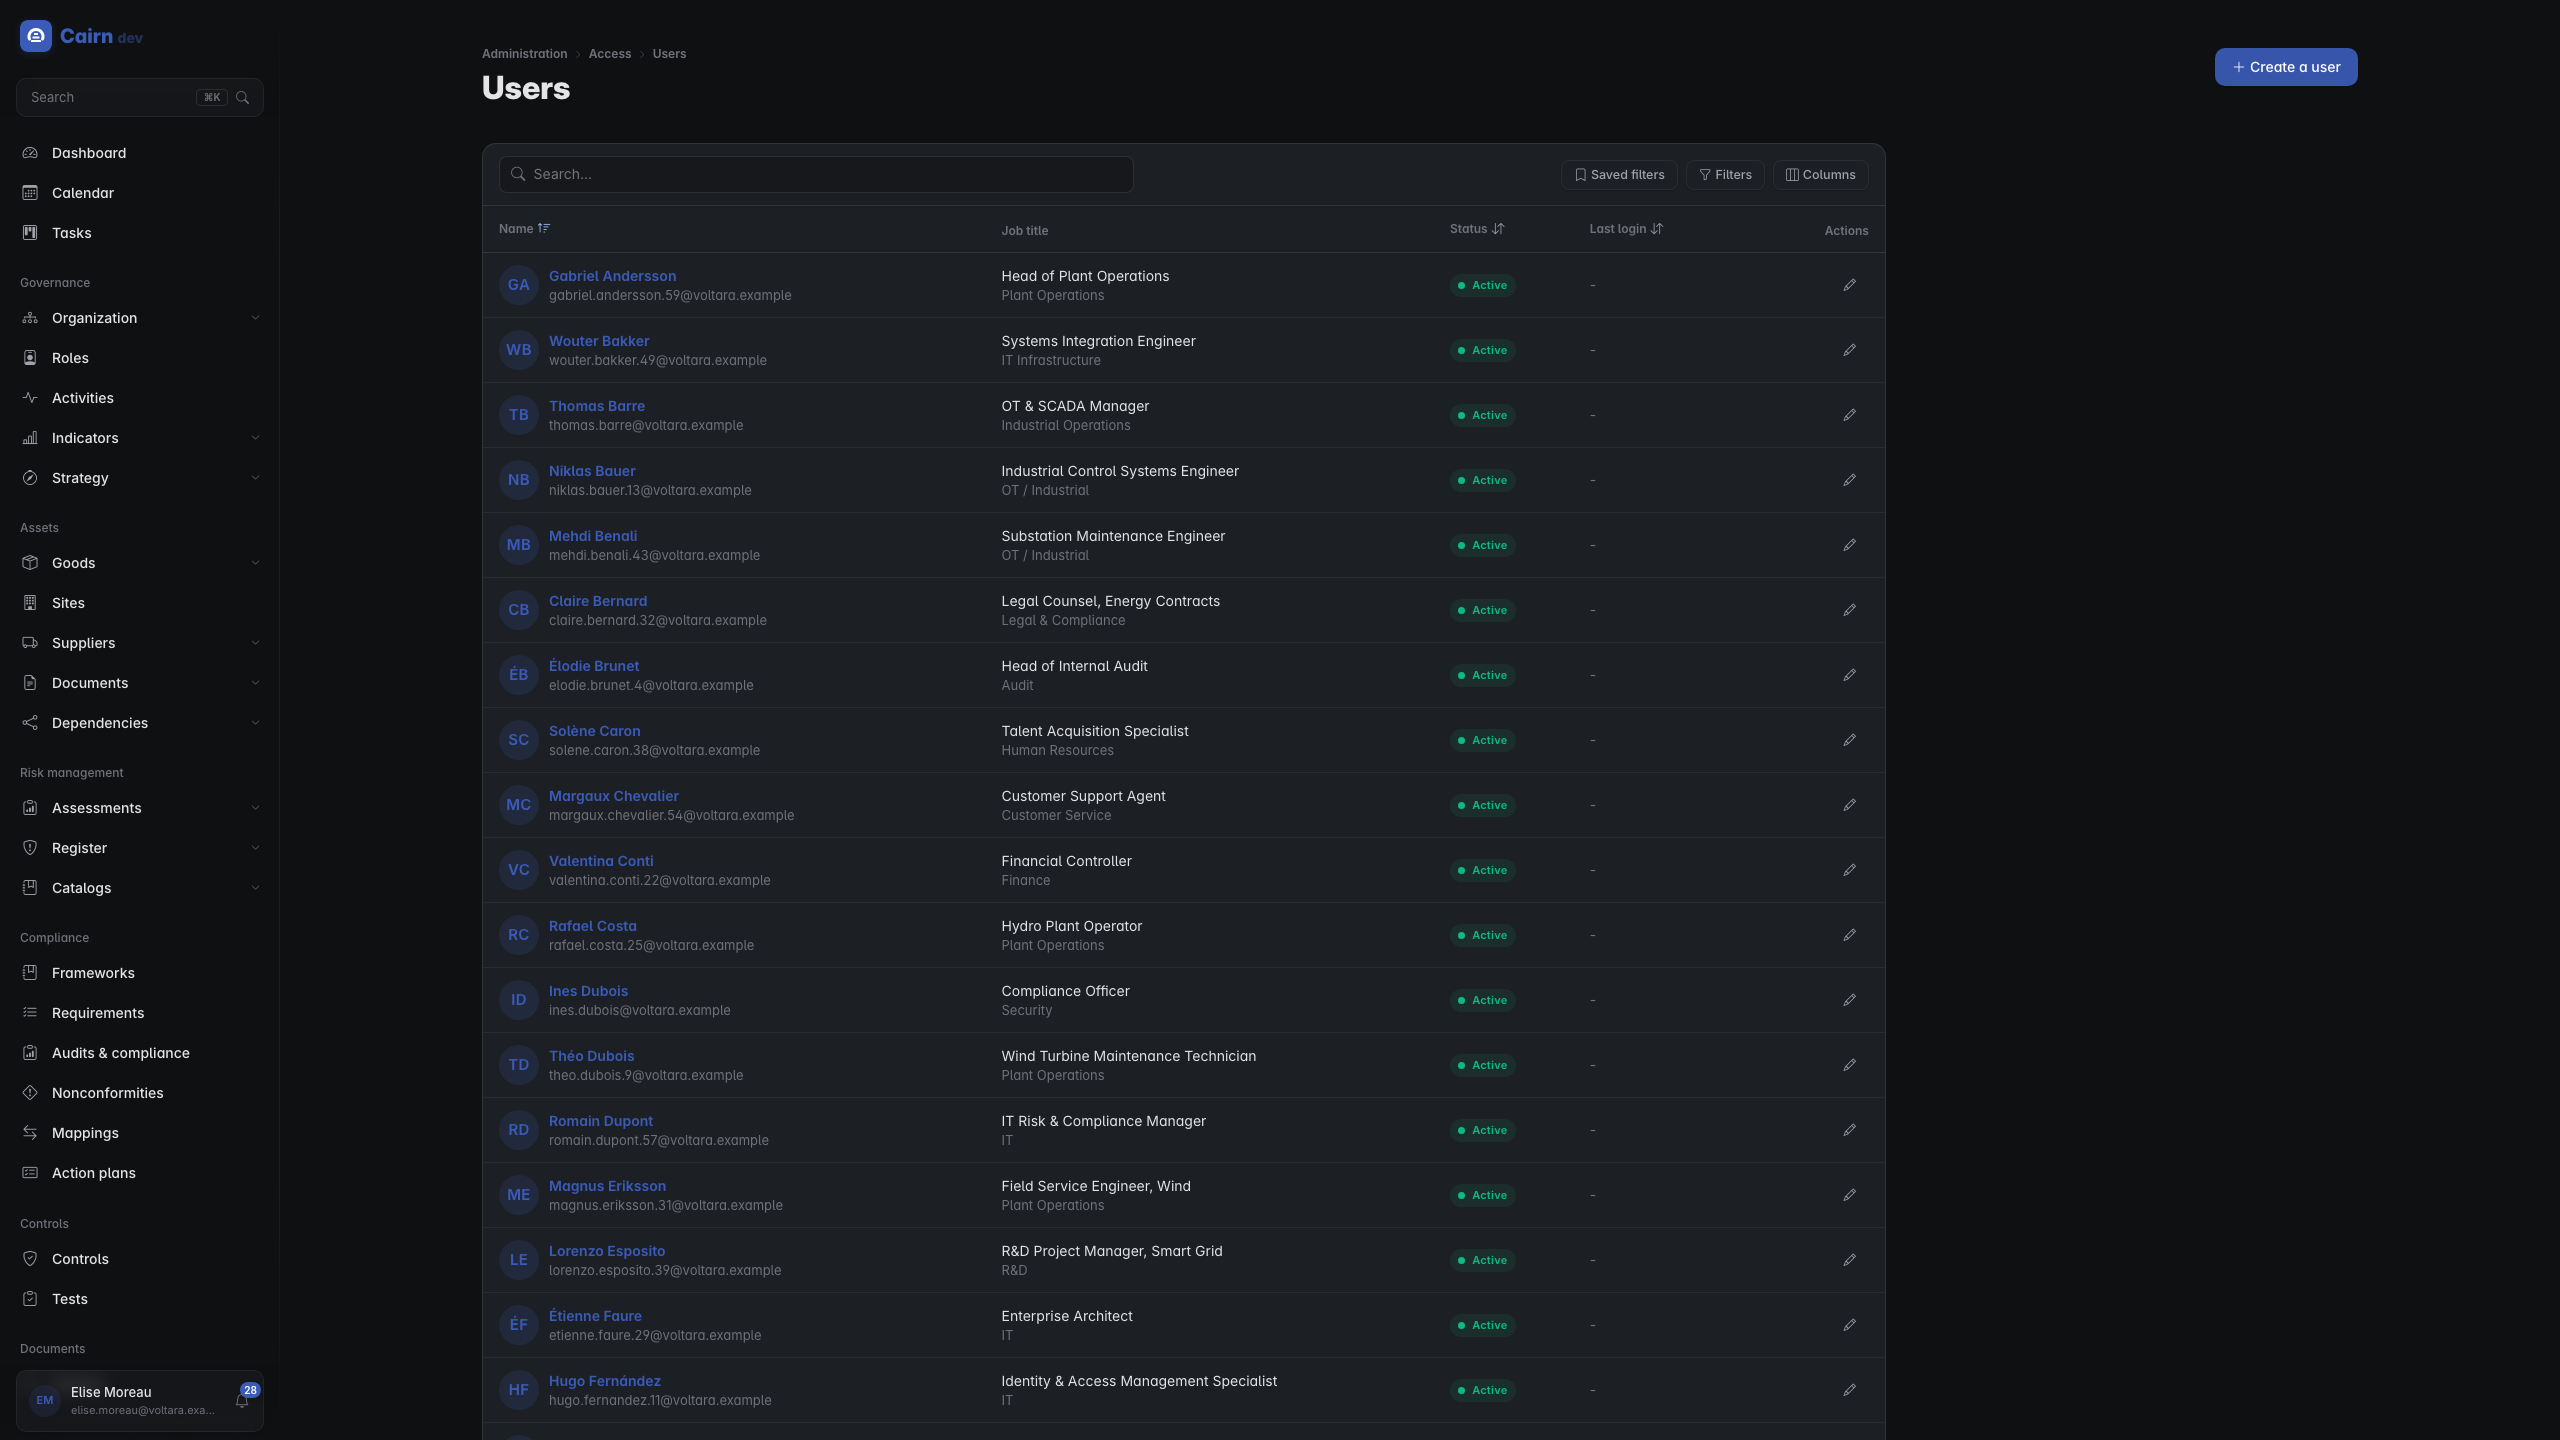 Cairn dev
Search ⌘K
Dashboard
Calendar
Tasks
Governance
Organization
Roles
Activities
Indicators
Strategy
Assets
Goods
Sites
Suppliers
Documents
Dependencies
Risk management
Assessments
Register
Catalogs
Compliance
Frameworks
Requirements
Audits & compliance
Nonconformities
Mappings
Action plans
Controls
Controls
Tests
Documents
EM Elise Moreau 28
elise.moreau@voltara.exa...
Administration > Access > Users
Users
+ Create a user
Search... Saved filters Filters Columns
Name Job title Status Last login Actions
GA Gabriel Andersson Head of Plant Operations Active -
gabriel.andersson.59@voltara.example Plant Operations
WB Wouter Bakker Systems Integration Engineer Active -
wouter.bakker.49@voltara.example IT Infrastructure
TB Thomas Barre OT & SCADA Manager Active -
thomas.barre@voltara.example Industrial Operations
NB Niklas Bauer Industrial Control Systems Engineer Active -
niklas.bauer.13@voltara.example OT / Industrial
MB Mehdi Benali Substation Maintenance Engineer Active -
mehdi.benali.43@voltara.example OT / Industrial
CB Claire Bernard Legal Counsel, Energy Contracts Active -
claire.bernard.32@voltara.example Legal & Compliance
ÉB Élodie Brunet Head of Internal Audit Active -
elodie.brunet.4@voltara.example Audit
SC Solène Caron Talent Acquisition Specialist Active -
solene.caron.38@voltara.example Human Resources
MC Margaux Chevalier Customer Support Agent Active -
margaux.chevalier.54@voltara.example Customer Service
VC Valentina Conti Financial Controller Active -
valentina.conti.22@voltara.example Finance
RC Rafael Costa Hydro Plant Operator Active -
rafael.costa.25@voltara.example Plant Operations
ID Ines Dubois Compliance Officer Active -
ines.dubois@voltara.example Security
TD Théo Dubois Wind Turbine Maintenance Technician Active -
theo.dubois.9@voltara.example Plant Operations
RD Romain Dupont IT Risk & Compliance Manager Active -
romain.dupont.57@voltara.example IT
ME Magnus Eriksson Field Service Engineer, Wind Active -
magnus.eriksson.31@voltara.example Plant Operations
LE Lorenzo Esposito R&D Project Manager, Smart Grid Active -
lorenzo.esposito.39@voltara.example R&D
ÉF Étienne Faure Enterprise Architect Active -
etienne.faure.29@voltara.example IT
HF Hugo Fernández Identity & Access Management Specialist Active -
hugo.fernandez.11@voltara.example IT